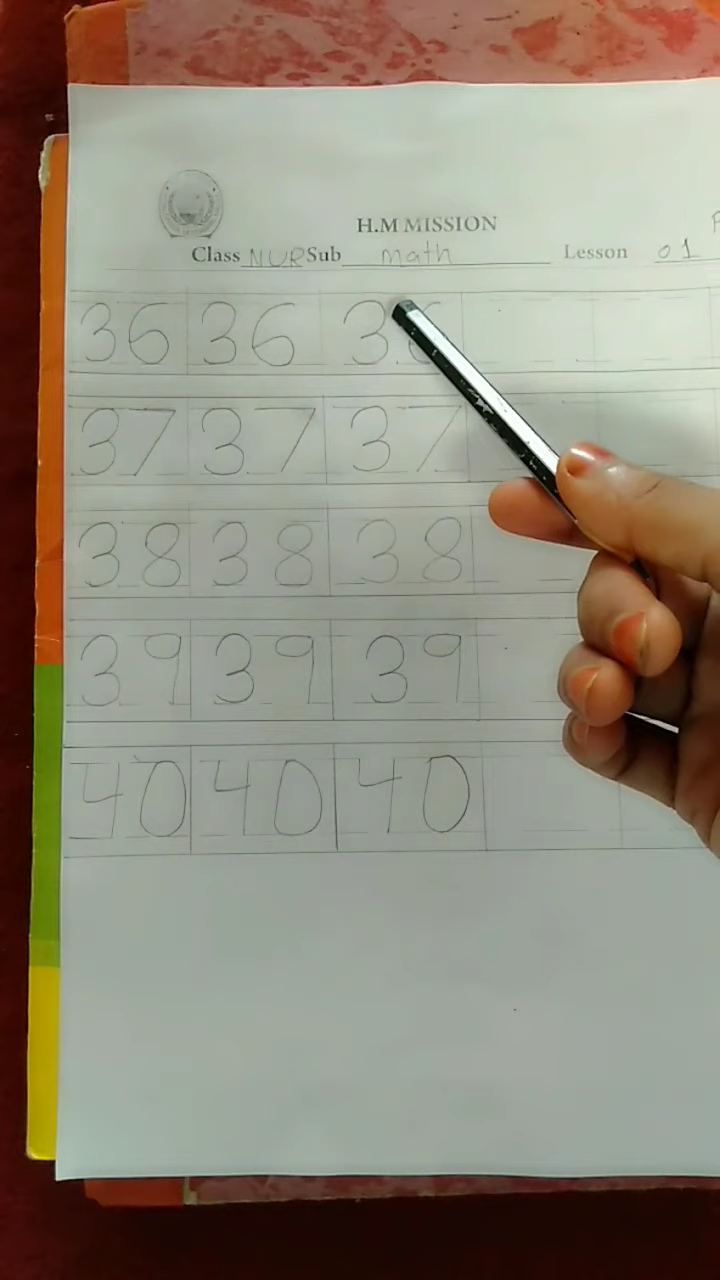 H.M MISSION
Class NUR Sub math Lesson 01
36 36 36
37 37 37
38 38 38
39 39 39
40 40 40